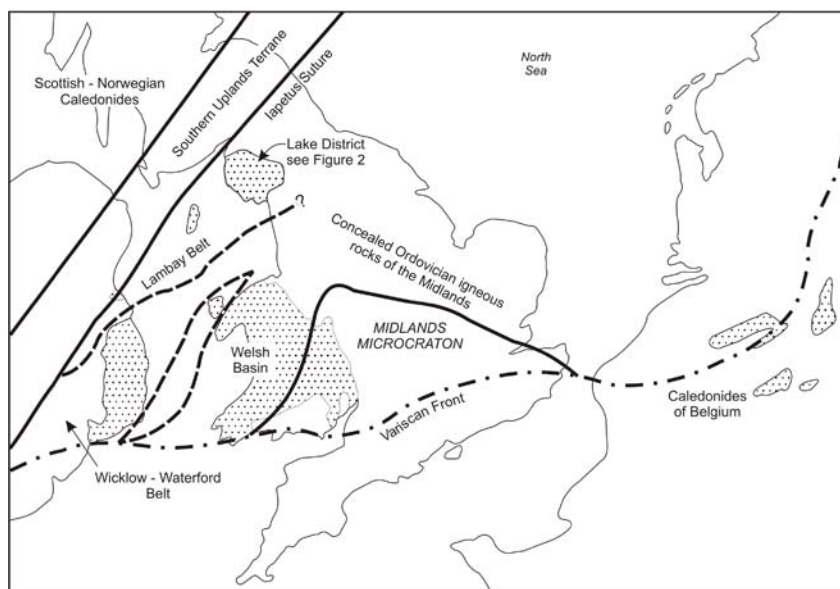 North
Sea
Scottish - Norwegian
Caledonides
Southern Uplands Terrane
Iapetus Suture
Lake District
see Figure 2
?
Lambay Belt
Concealed Ordovician igneous
rocks of the Midlands
MIDLANDS
MICROCRATON
Welsh
Basin
Variscan Front
Caledonides
of Belgium
Wicklow - Waterford
Belt